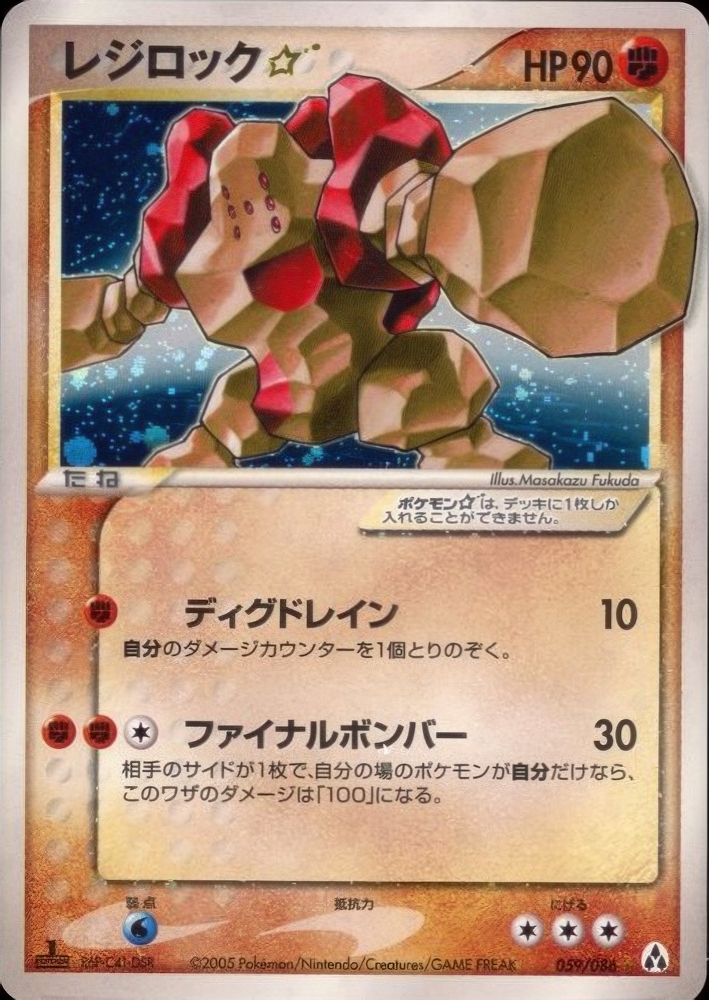 レジロック☆ HP90
たね
Illus.Masakazu Fukuda
ポケモン☆は、デッキに1枚しか
入れることができません。
ディグドレイン 10
自分のダメージカウンターを1個とりのぞく。
ファイナルボンバー 30
相手のサイドが1枚で、自分の場のポケモンが自分だけなら、
このワザのダメージは「100」になる。
弱点 抵抗力 にげる
1 EDITION
©2005 Pokémon/Nintendo/Creatures/GAME FREAK
059/086